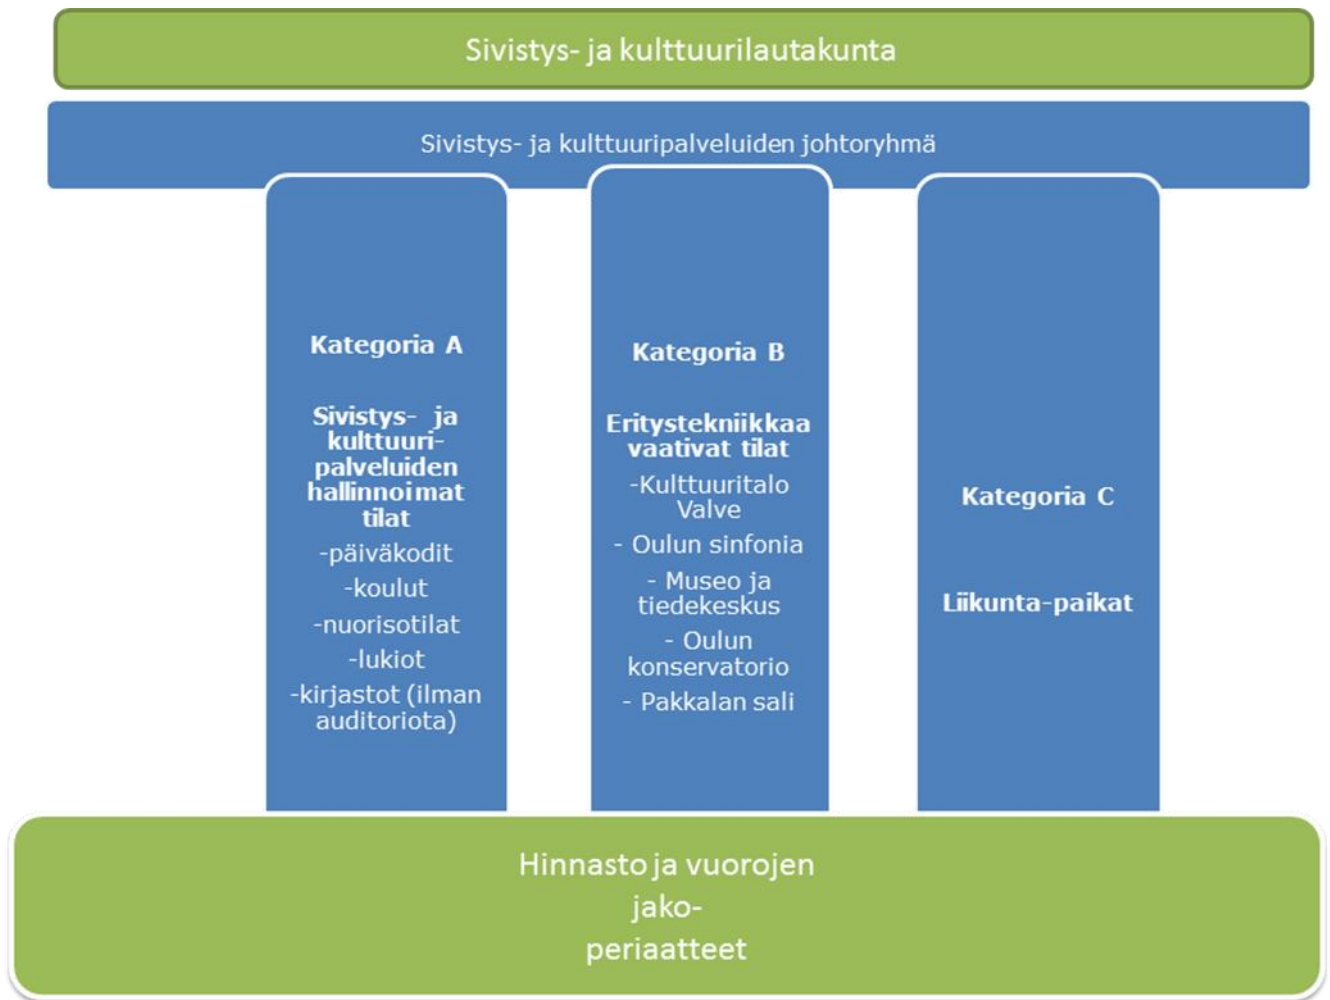 Sivistys- ja kulttuurilautakunta
Sivistys- ja kulttuuripalveluiden johtoryhmä
Kategoria A
Sivistys- ja
kulttuuri-
palveluiden
hallinnoimat
tilat
-päiväkodit
-koulut
-nuorisotilat
-lukiot
-kirjastot (ilman
auditoriota)
Kategoria B
Eritystekniikkaa
vaativat tilat
-Kulttuuritalo
Valve
- Oulun sinfonia
- Museo ja
tiedekeskus
- Oulun
konservatorio
- Pakkalan sali
Kategoria C
Liikunta-paikat
Hinnasto ja vuorojen
jako-
periaatteet